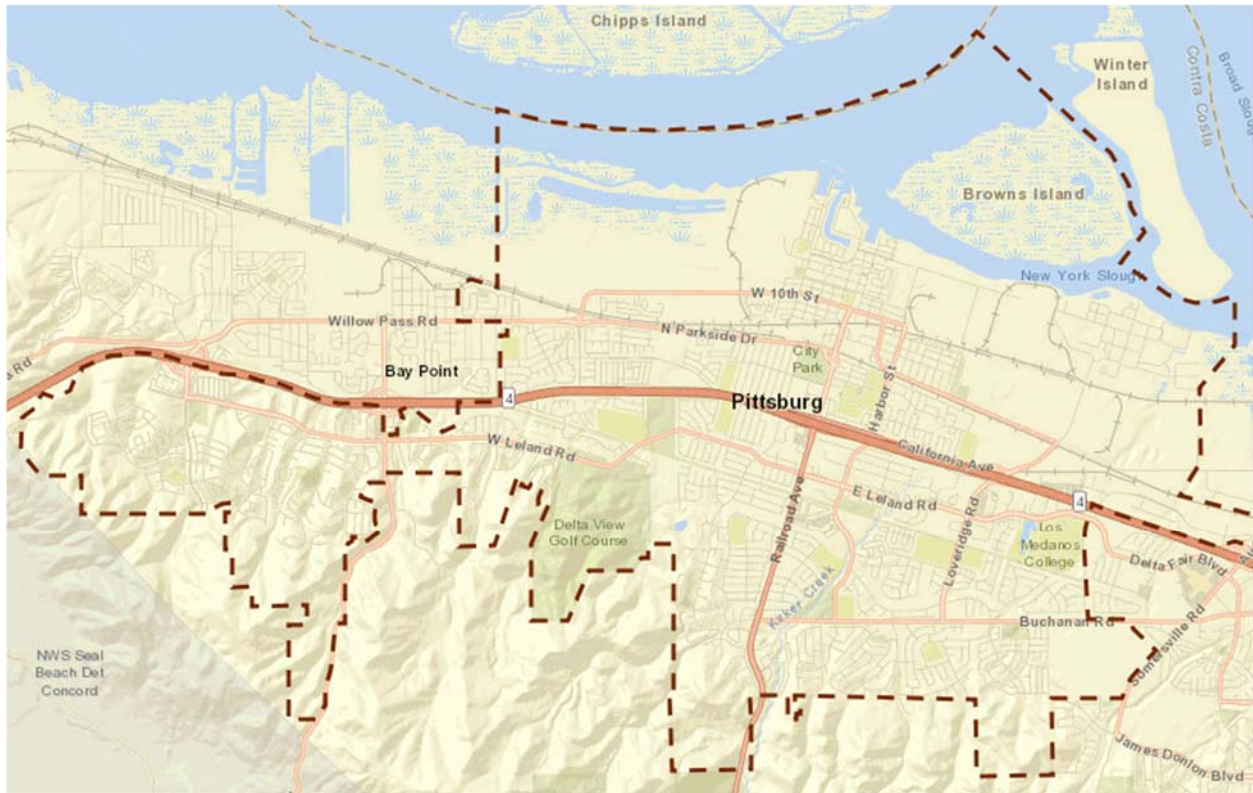 Chipps Island
Winter
Island
Contra Costa
Broad Sloug
Browns Island
New York Slough
W 10th St
Willow Pass Rd
N Parkside Dr
City
Park
Bay Point
4
Pittsburg
Harbor St
Rd
W Leland Rd
California Ave
Railroad Ave
E Leland Rd
4
Loveridge Rd
Delta View
Golf Course
Los
Medanos
College
Delta Fair Blvd
Kirker Creek
Buchanan Rd
Somersville Rd
NWS Seal
Beach Det
Concord
James Donlon Blvd